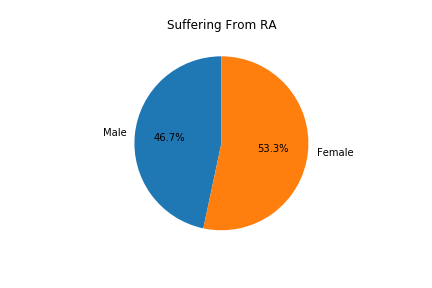 Suffering From RA
Male
46.7%
53.3%
Female